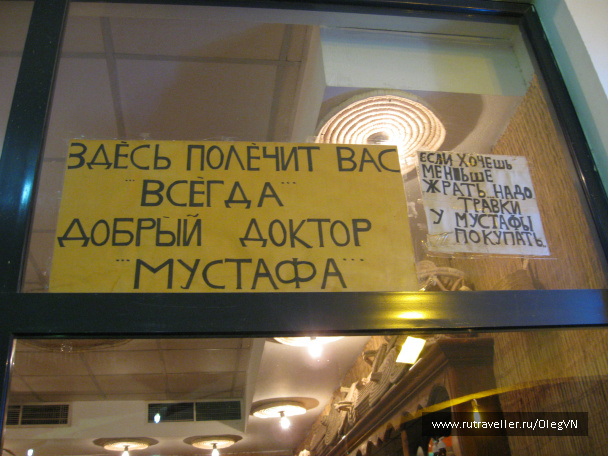 ЗДЕСЬ ПОЛЕЧИТ ВАС
"ВСЕГДА"
ДОБРЫЙ ДОКТОР
"МУСТАФА"
ЕСЛИ ХОЧЕШЬ
МЕНЬШЕ
ЖРАТЬ НАДО
ТРАВКИ
У МУСТАФЫ
ПОКУПАТЬ
www.rutraveller.ru/OlegVN